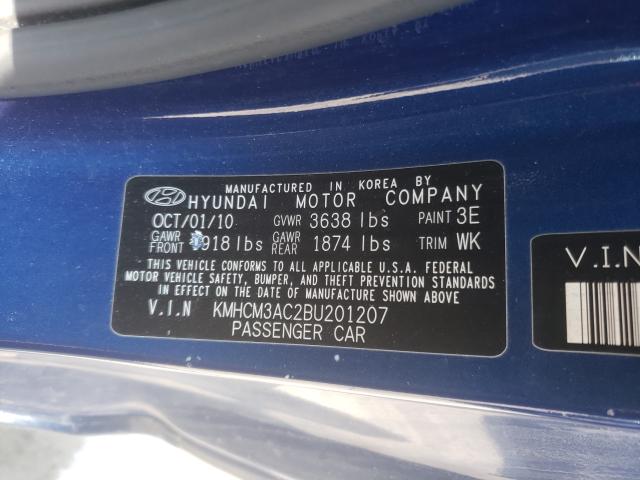 MANUFACTURED IN KOREA BY
HYUNDAI MOTOR COMPANY
OCT/01/10 GVWR 3638 lbs PAINT 3E
GAWR FRONT 918 lbs GAWR REAR 1874 lbs TRIM WK
THIS VEHICLE CONFORMS TO ALL APPLICABLE U.S.A. FEDERAL
MOTOR VEHICLE SAFETY, BUMPER, AND THEFT PREVENTION STANDARDS
IN EFFECT ON THE DATE OF MANUFACTURE SHOWN ABOVE
V.I.N KMHCM3AC2BU201207
PASSENGER CAR
V.I.N